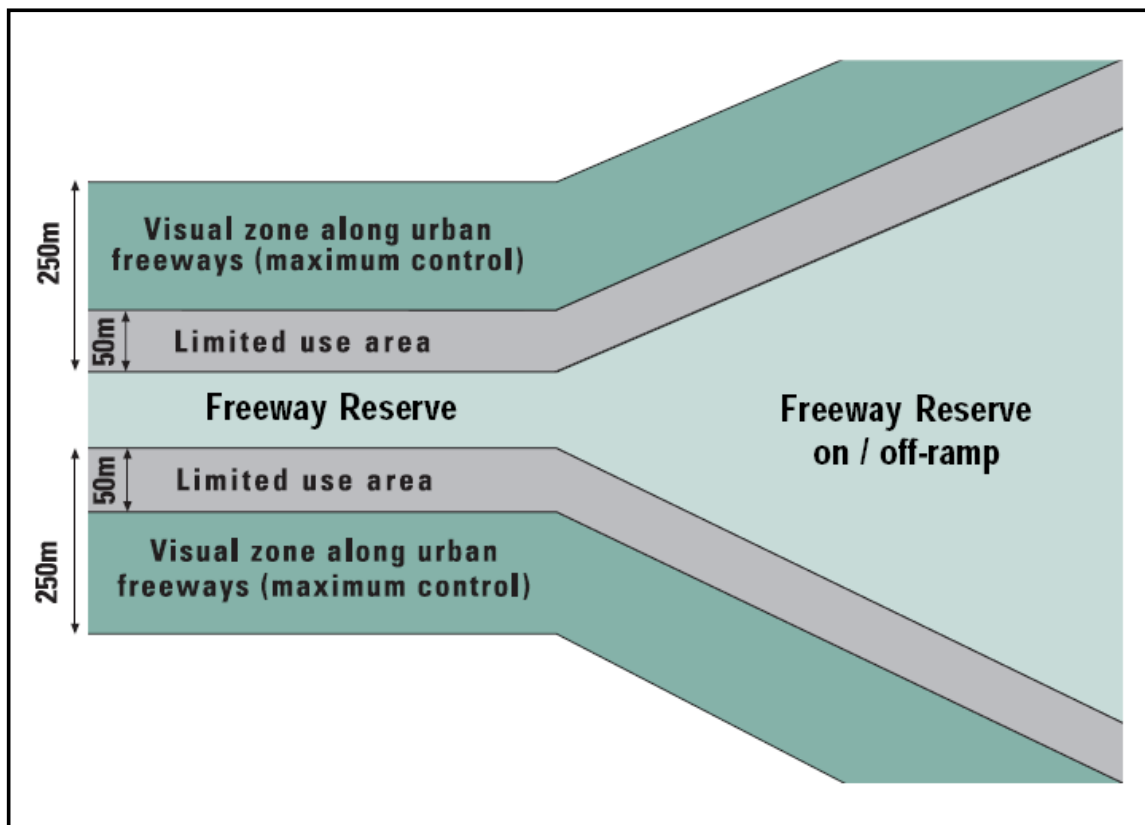 250m
Visual zone along urban
freeways (maximum control)
50m
Limited use area
Freeway Reserve
Freeway Reserve
on / off-ramp
50m
Limited use area
250m
Visual zone along urban
freeways (maximum control)